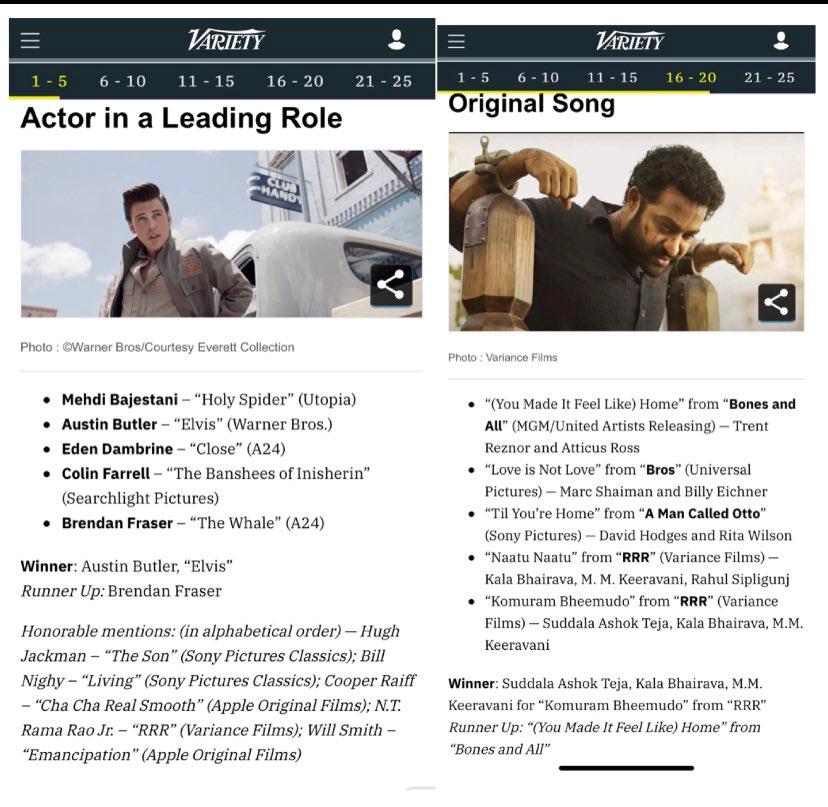 VARIETY
1 - 5 6 - 10 11 - 15 16 - 20 21 - 25
Actor in a Leading Role
CLUB
HANDY
Photo : ©Warner Bros/Courtesy Everett Collection
• Mehdi Bajestani – “Holy Spider” (Utopia)
• Austin Butler – “Elvis” (Warner Bros.)
• Eden Dambrine – “Close” (A24)
• Colin Farrell – “The Banshees of Inisherin”
(Searchlight Pictures)
• Brendan Fraser – “The Whale” (A24)
Winner: Austin Butler, “Elvis”
Runner Up: Brendan Fraser
Honorable mentions: (in alphabetical order) — Hugh
Jackman – “The Son” (Sony Pictures Classics); Bill
Nighy – “Living” (Sony Pictures Classics); Cooper Raiff
– “Cha Cha Real Smooth” (Apple Original Films); N.T.
Rama Rao Jr. – “RRR” (Variance Films); Will Smith –
“Emancipation” (Apple Original Films)
VARIETY
1 - 5 6 - 10 11 - 15 16 - 20 21 - 25
Original Song
Photo : Variance Films
• “(You Made It Feel Like) Home” from “Bones and
All” (MGM/United Artists Releasing) — Trent
Reznor and Atticus Ross
• “Love is Not Love” from “Bros” (Universal
Pictures) — Marc Shaiman and Billy Eichner
• “Til You’re Home” from “A Man Called Otto”
(Sony Pictures) — David Hodges and Rita Wilson
• “Naatu Naatu” from “RRR” (Variance Films) —
Kala Bhairava, M. M. Keeravani, Rahul Sipligunj
• “Komuram Bheemudo” from “RRR” (Variance
Films) — Suddala Ashok Teja, Kala Bhairava, M.M.
Keeravani
Winner: Suddala Ashok Teja, Kala Bhairava, M.M.
Keeravani for “Komuram Bheemudo” from “RRR”
Runner Up: “(You Made It Feel Like) Home” from
“Bones and All”